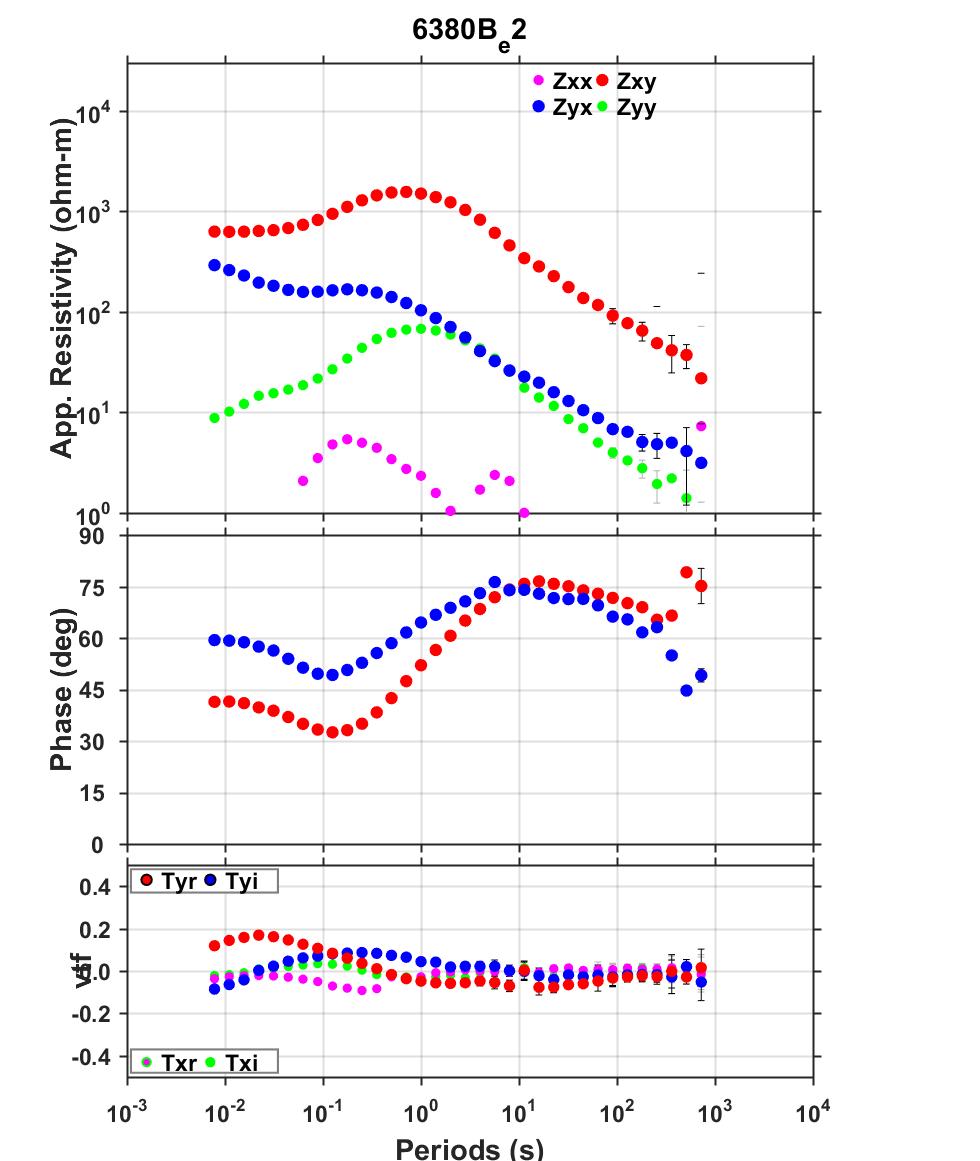 6380Be2
Zxx Zxy
Zyx Zyy
App. Resistivity (ohm-m)
10^4
10^3
10^2
10^1
10^0
Phase (deg)
90
75
60
45
30
15
0
Tyr Tyi
vtf
0.4
0.2
0.0
-0.2
-0.4
Txr Txi
10^-3 10^-2 10^-1 10^0 10^1 10^2 10^3 10^4
Periods (s)